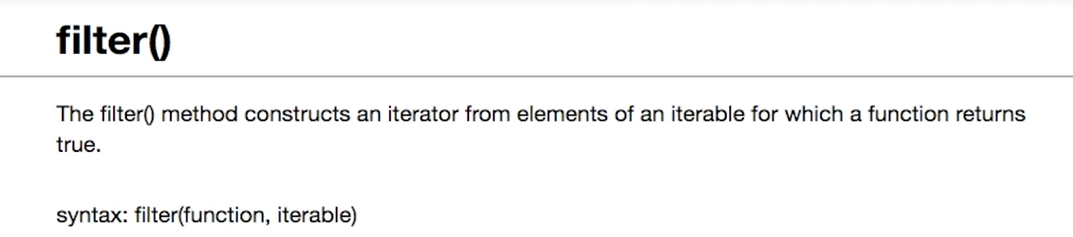 filter()
The filter() method constructs an iterator from elements of an iterable for which a function returns
true.
syntax: filter(function, iterable)